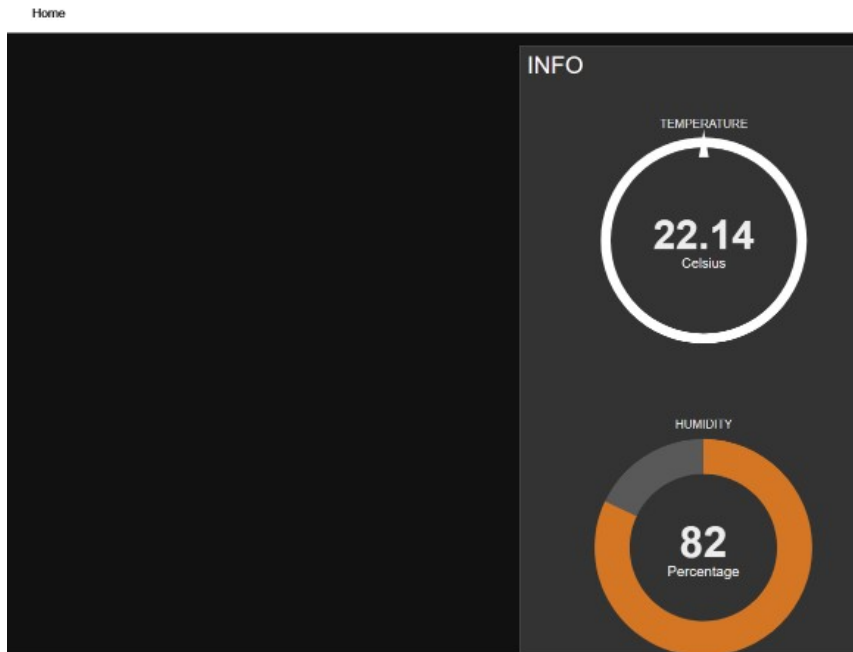 Home
INFO
TEMPERATURE
22.14
Celsius
HUMIDITY
82
Percentage